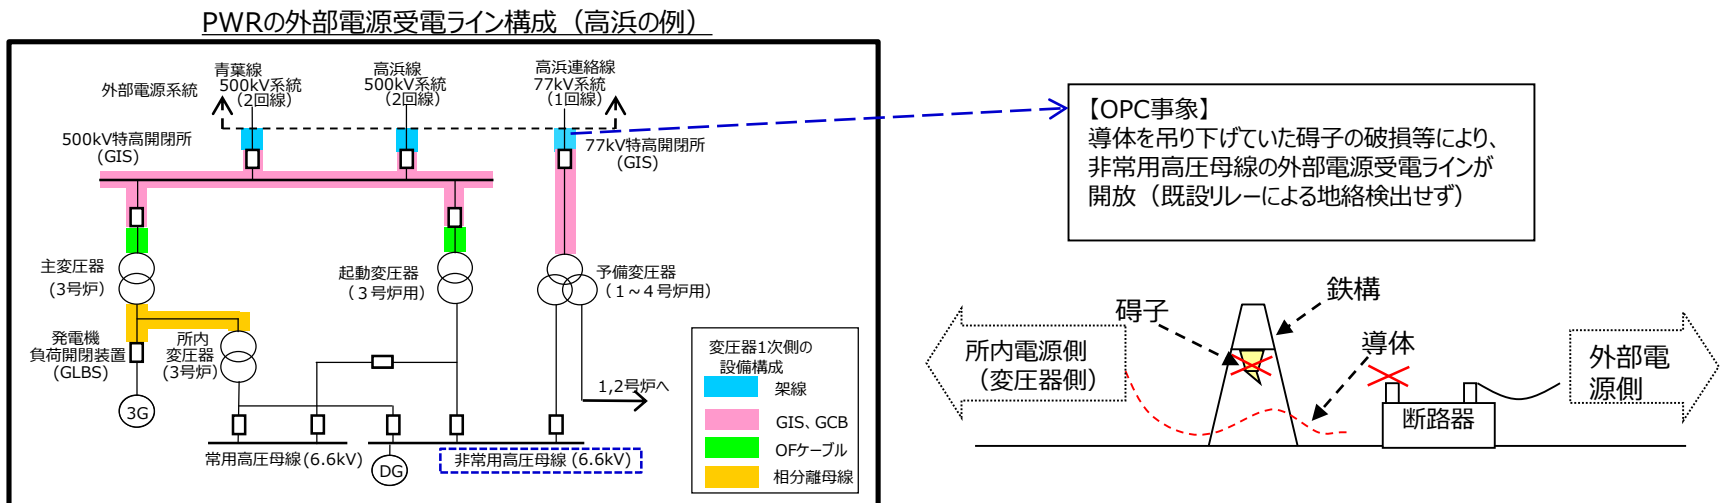 PWRの外部電源受電ライン構成（高浜の例）
外部電源系統
青葉線
500kV系統
(2回線)
高浜線
500kV系統
(2回線)
高浜連絡線
77kV系統
(1回線)
500kV特高開閉所
(GIS)
77kV特高開閉所
(GIS)
主変圧器
(3号炉)
起動変圧器
(３号炉用)
予備変圧器
(１～４号炉用)
発電機
負荷開閉装置
(GLBS)
所内
変圧器
(3号炉)
3G
1,2号炉へ
常用高圧母線(6.6kV)
DG
非常用高圧母線 (6.6kV)
変圧器1次側の
設備構成
架線
GIS、GCB
OFケーブル
相分離母線
【OPC事象】
導体を吊り下げていた碍子の破損等により、
非常用高圧母線の外部電源受電ラインが
開放（既設リレーによる地絡検出せず）
所内電源側
（変圧器側）
碍子
鉄構
導体
断路器
外部電
源側